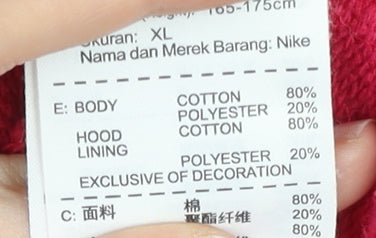 165-175cm
Ukuran: XL
Nama dan Merek Barang: Nike
E: BODY COTTON 80%
POLYESTER 20%
HOOD COTTON 80%
LINING
POLYESTER 20%
EXCLUSIVE OF DECORATION
C: 面料 棉 80%
聚酯纤维 20%
80%